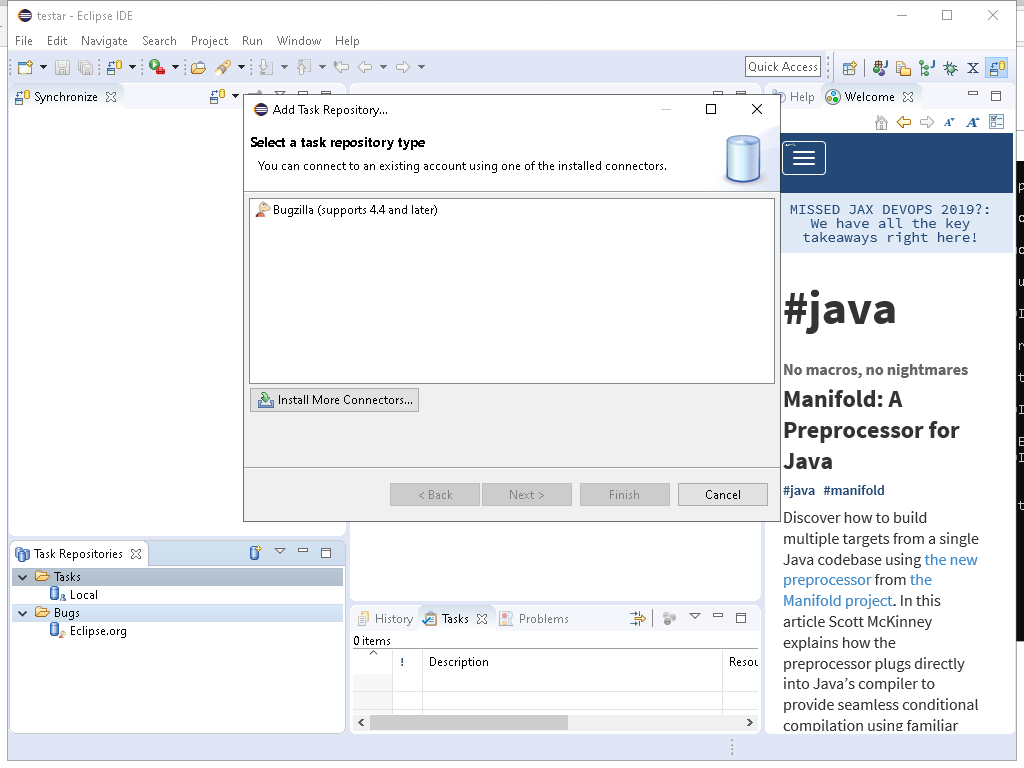 testar - Eclipse IDE
File Edit Navigate Search Project Run Window Help
Quick Access
Synchronize
Help
Welcome
Add Task Repository...
Select a task repository type
You can connect to an existing account using one of the installed connectors.
Bugzilla (supports 4.4 and later)
Install More Connectors...
< Back
Next >
Finish
Cancel
MISSED JAX DEVOPS 2019?:
We have all the key
takeaways right here!
#java
No macros, no nightmares
Manifold: A
Preprocessor for
Java
#java #manifold
Discover how to build
multiple targets from a single
Java codebase using the new
preprocessor from the
Manifold project. In this
article Scott McKinney
explains how the
preprocessor plugs directly
into Java’s compiler to
provide seamless conditional
compilation using familiar
Task Repositories
Tasks
Local
Bugs
Eclipse.org
History
Tasks
Problems
0 items
! Description Resou